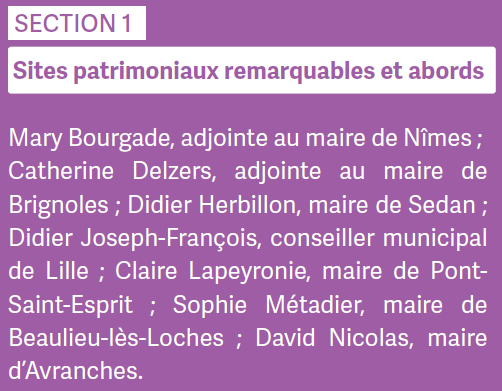 SECTION 1
Sites patrimoniaux remarquables et abords
Mary Bourgade, adjointe au maire de Nîmes ;
Catherine Delzers, adjointe au maire de
Brignoles ; Didier Herbillon, maire de Sedan ;
Didier Joseph-François, conseiller municipal
de Lille ; Claire Lapeyronie, maire de Pont-
Saint-Esprit ; Sophie Métadier, maire de
Beaulieu-lès-Loches ; David Nicolas, maire
d’Avranches.